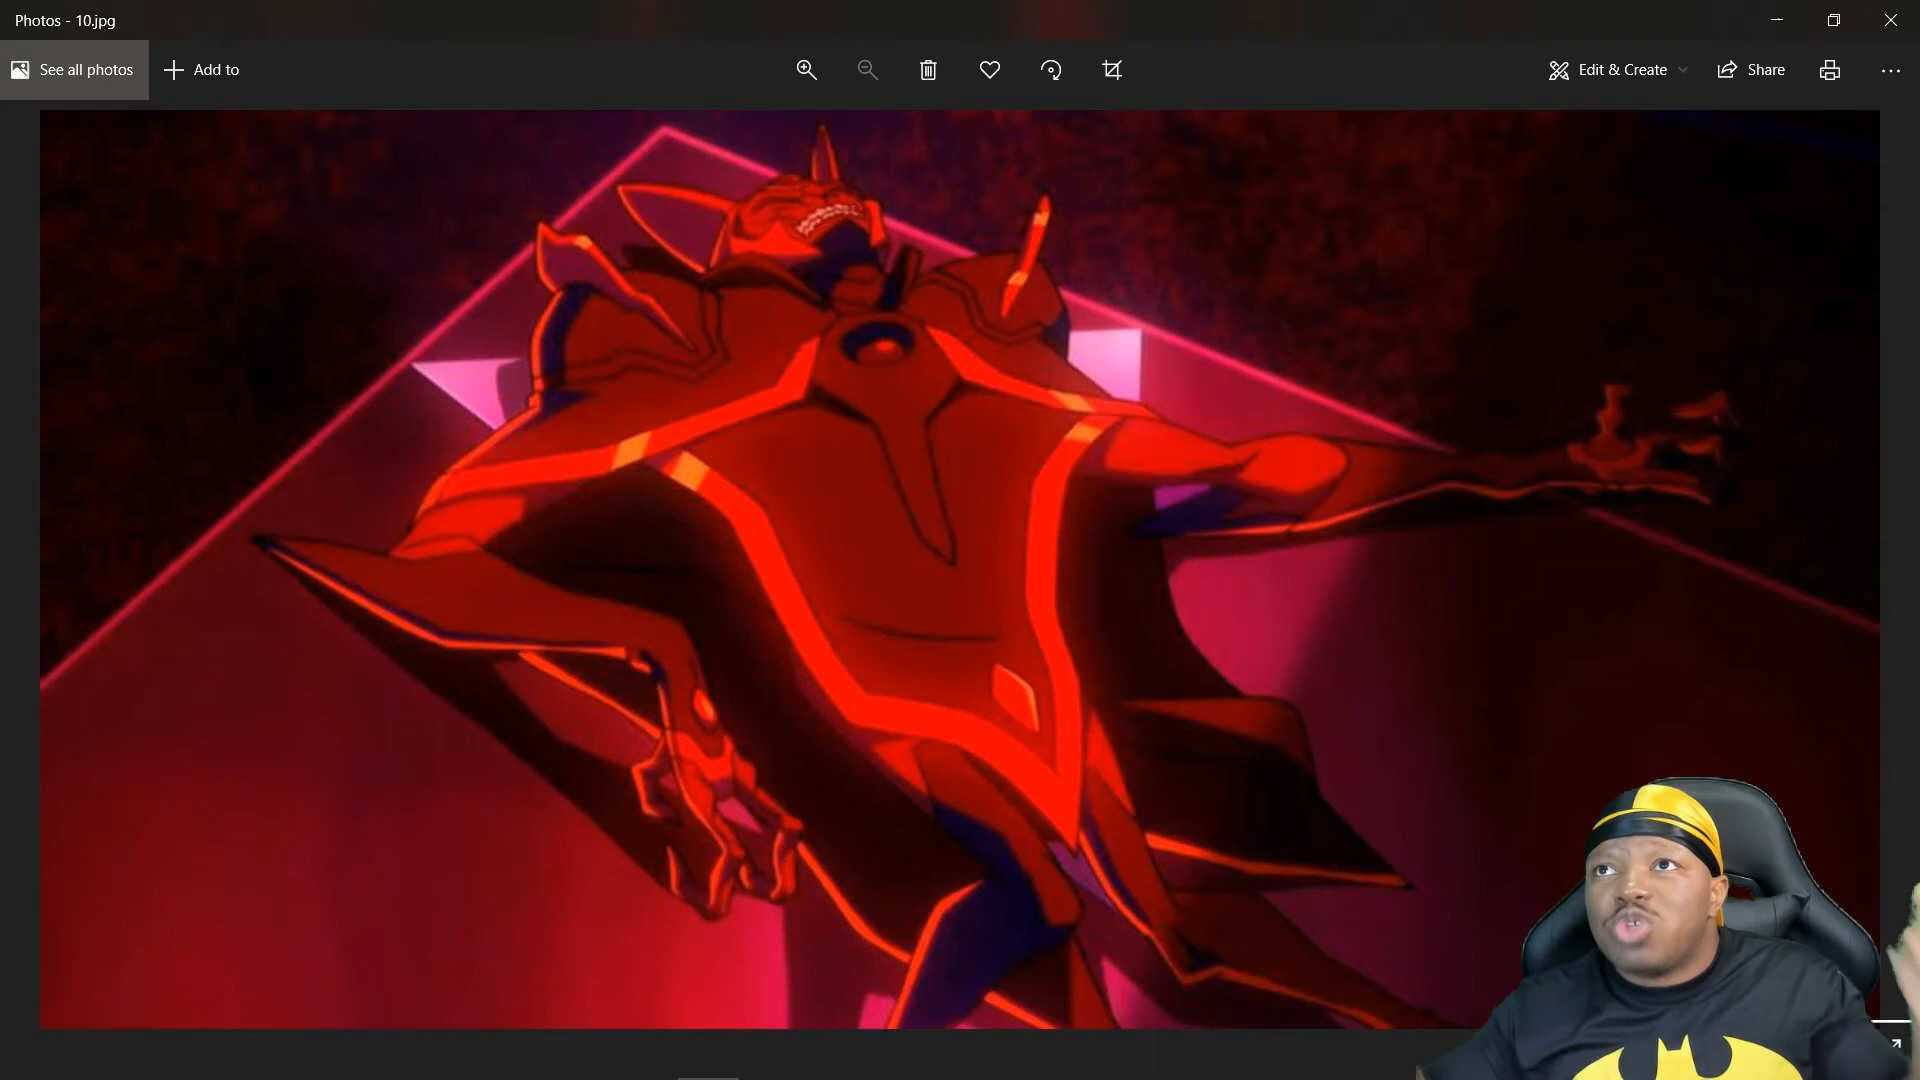 Photos - 10.jpg
See all photos
Add to
Edit & Create
Share